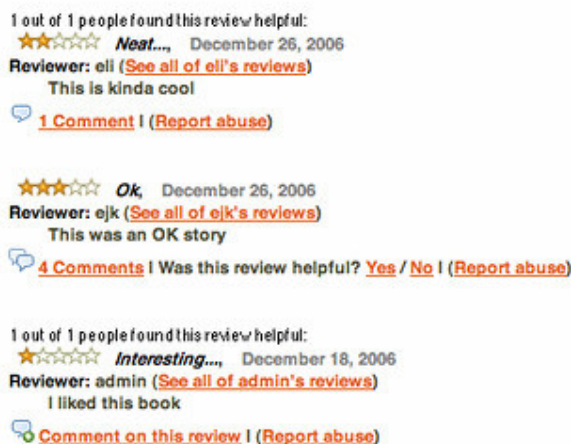 1 out of 1 people found this review helpful:
Neat..., December 26, 2006
Reviewer: eli (See all of eli's reviews)
This is kinda cool
1 Comment | (Report abuse)
Ok, December 26, 2006
Reviewer: ejk (See all of ejk's reviews)
This was an OK story
4 Comments | Was this review helpful? Yes / No | (Report abuse)
1 out of 1 people found this review helpful:
Interesting..., December 18, 2006
Reviewer: admin (See all of admin's reviews)
I liked this book
Comment on this review | (Report abuse)